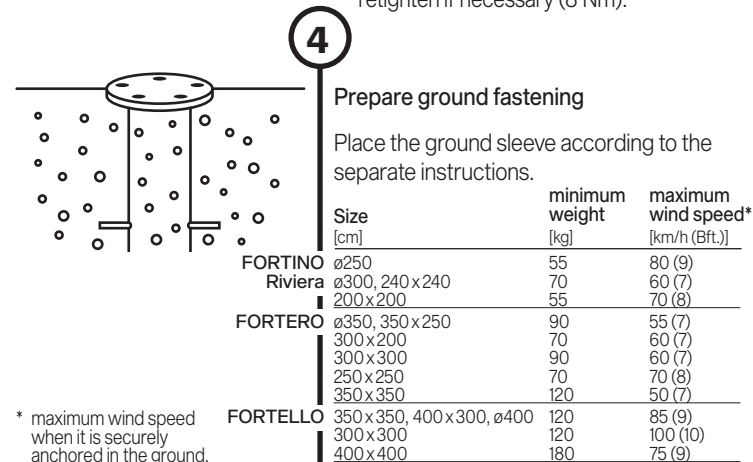 retighten if necessary (8 Nm).
4
Prepare ground fastening
Place the ground sleeve according to the
separate instructions.
Size minimum weight maximum wind speed*
[cm] [kg] [km/h (Bft.)]
FORTINO ø250 55 80 (9)
Riviera ø300, 240 x 240 70 60 (7)
200 x 200 55 70 (8)
FORTERO ø350, 350 x 250 90 55 (7)
300 x 200 70 60 (7)
300 x 300 90 60 (7)
250 x 250 70 70 (8)
350 x 350 120 50 (7)
FORTELLO 350 x 350, 400 x 300, ø400 120 85 (9)
300 x 300 120 100 (10)
400 x 400 180 75 (9)
* maximum wind speed
when it is securely
anchored in the ground.